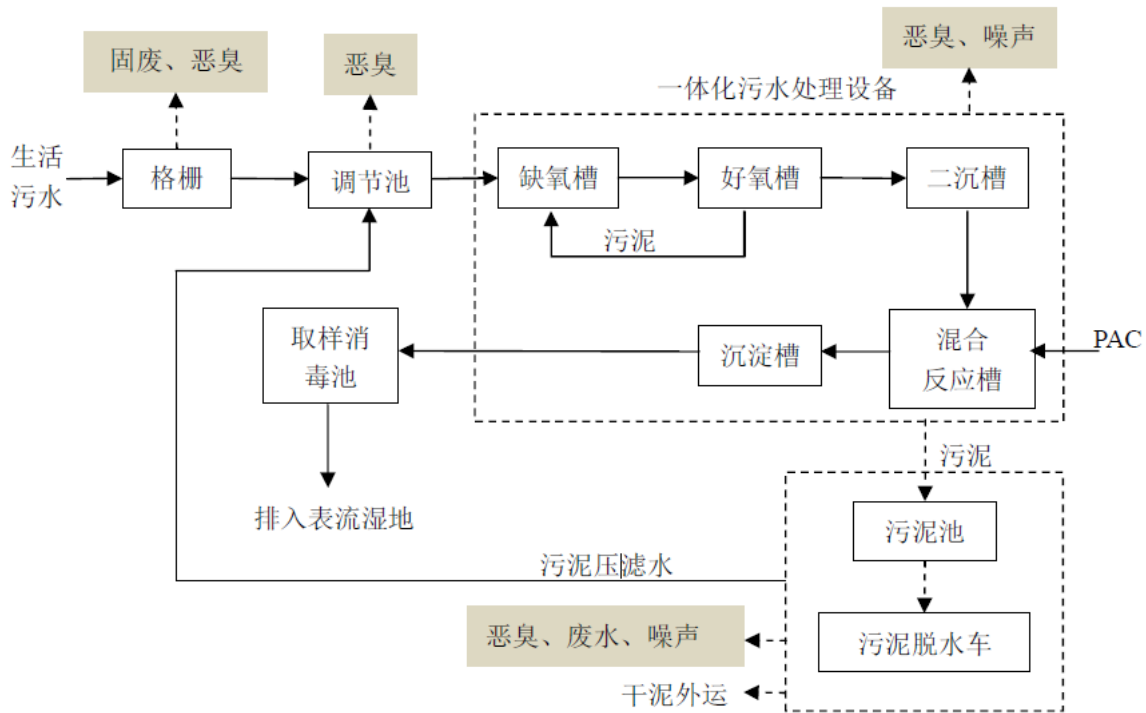 固废、恶臭
恶臭
恶臭、噪声
一体化污水处理设备
生活
污水
格栅
调节池
缺氧槽
好氧槽
二沉槽
污泥
取样消
毒池
沉淀槽
混合
反应槽
PAC
污泥
排入表流湿地
污泥池
污泥压滤水
恶臭、废水、噪声
污泥脱水车
干泥外运